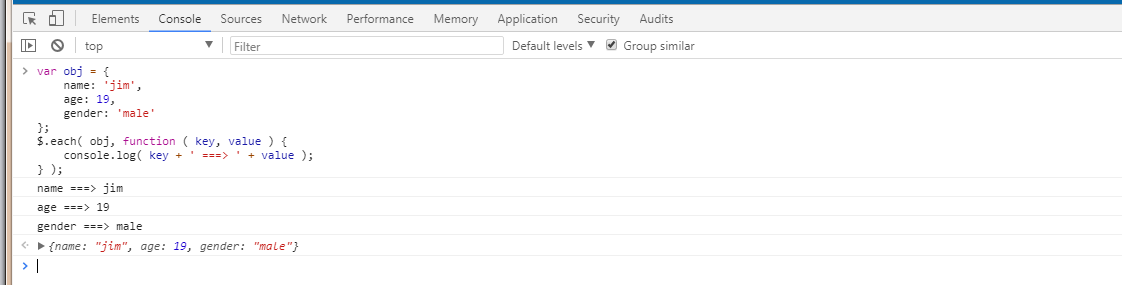 Elements Console Sources Network Performance Memory Application Security Audits
top ▼ Filter Default levels ▼ Group similar
> var obj = {
    name: 'jim',
    age: 19,
    gender: 'male'
};
$.each( obj, function ( key, value ) {
    console.log( key + ' ===> ' + value );
} );
name ===> jim
age ===> 19
gender ===> male
▶ {name: "jim", age: 19, gender: "male"}
>